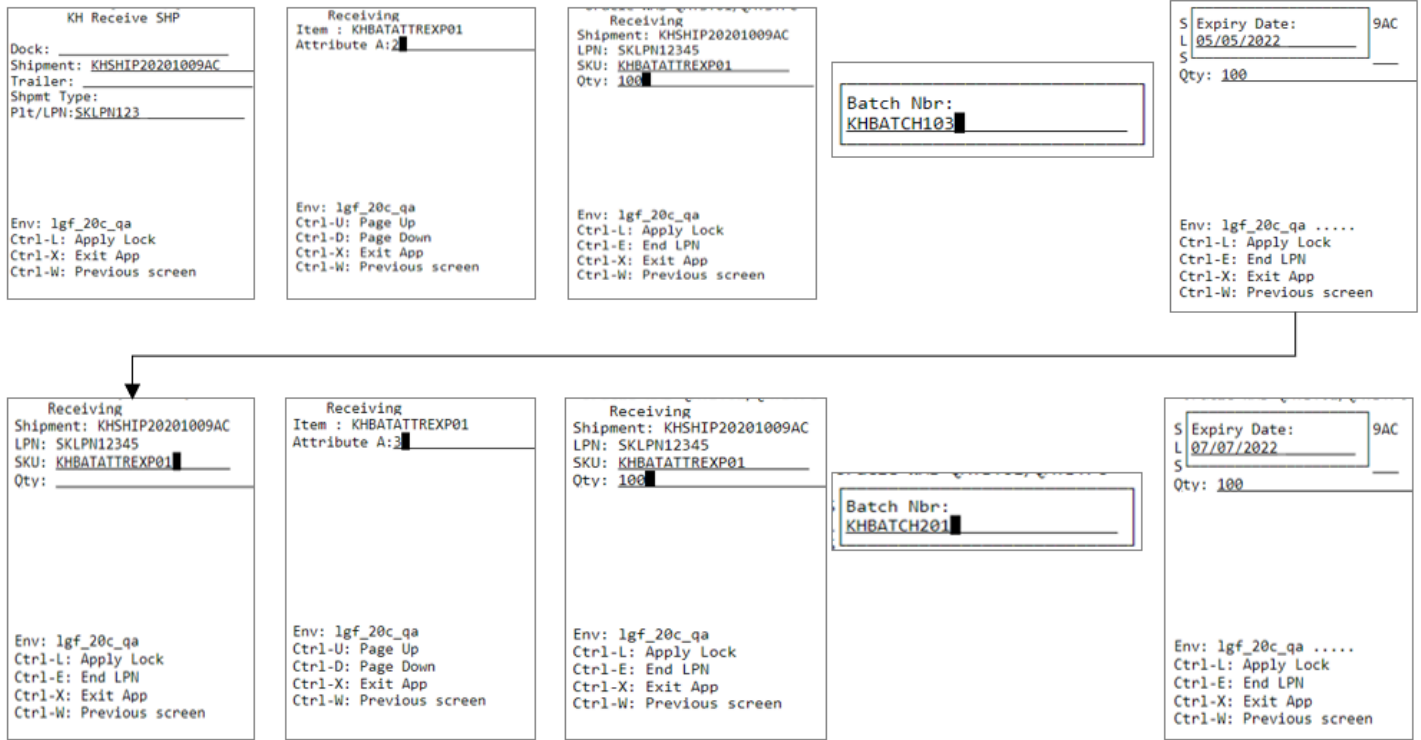 KH Receive SHP
Dock:
Shipment: KHSHIP20201009AC
Trailer:
Shpmt Type:
Plt/LPN:SKLPN123
Env: lgf_20c_qa
Ctrl-L: Apply Lock
Ctrl-X: Exit App
Ctrl-W: Previous screen
Receiving
Item : KHBATATTREXP01
Attribute A:2
Env: lgf_20c_qa
Ctrl-U: Page Up
Ctrl-D: Page Down
Ctrl-X: Exit App
Ctrl-W: Previous screen
Receiving
Shipment: KHSHIP20201009AC
LPN: SKLPN12345
SKU: KHBATATTREXP01
Qty: 100
Env: lgf_20c_qa
Ctrl-L: Apply Lock
Ctrl-E: End LPN
Ctrl-X: Exit App
Ctrl-W: Previous screen
Batch Nbr:
KHBATCH103
S Expiry Date: 9AC
L 05/05/2022
S
Qty: 100
Env: lgf_20c_qa .....
Ctrl-L: Apply Lock
Ctrl-E: End LPN
Ctrl-X: Exit App
Ctrl-W: Previous screen
Receiving
Shipment: KHSHIP20201009AC
LPN: SKLPN12345
SKU: KHBATATTREXP01
Qty:
Env: lgf_20c_qa
Ctrl-L: Apply Lock
Ctrl-E: End LPN
Ctrl-X: Exit App
Ctrl-W: Previous screen
Receiving
Item : KHBATATTREXP01
Attribute A:3
Env: lgf_20c_qa
Ctrl-U: Page Up
Ctrl-D: Page Down
Ctrl-X: Exit App
Ctrl-W: Previous screen
Receiving
Shipment: KHSHIP20201009AC
LPN: SKLPN12345
SKU: KHBATATTREXP01
Qty: 100
Env: lgf_20c_qa
Ctrl-L: Apply Lock
Ctrl-E: End LPN
Ctrl-X: Exit App
Ctrl-W: Previous screen
Batch Nbr:
KHBATCH201
S Expiry Date: 9AC
L 07/07/2022
S
Qty: 100
Env: lgf_20c_qa .....
Ctrl-L: Apply Lock
Ctrl-E: End LPN
Ctrl-X: Exit App
Ctrl-W: Previous screen